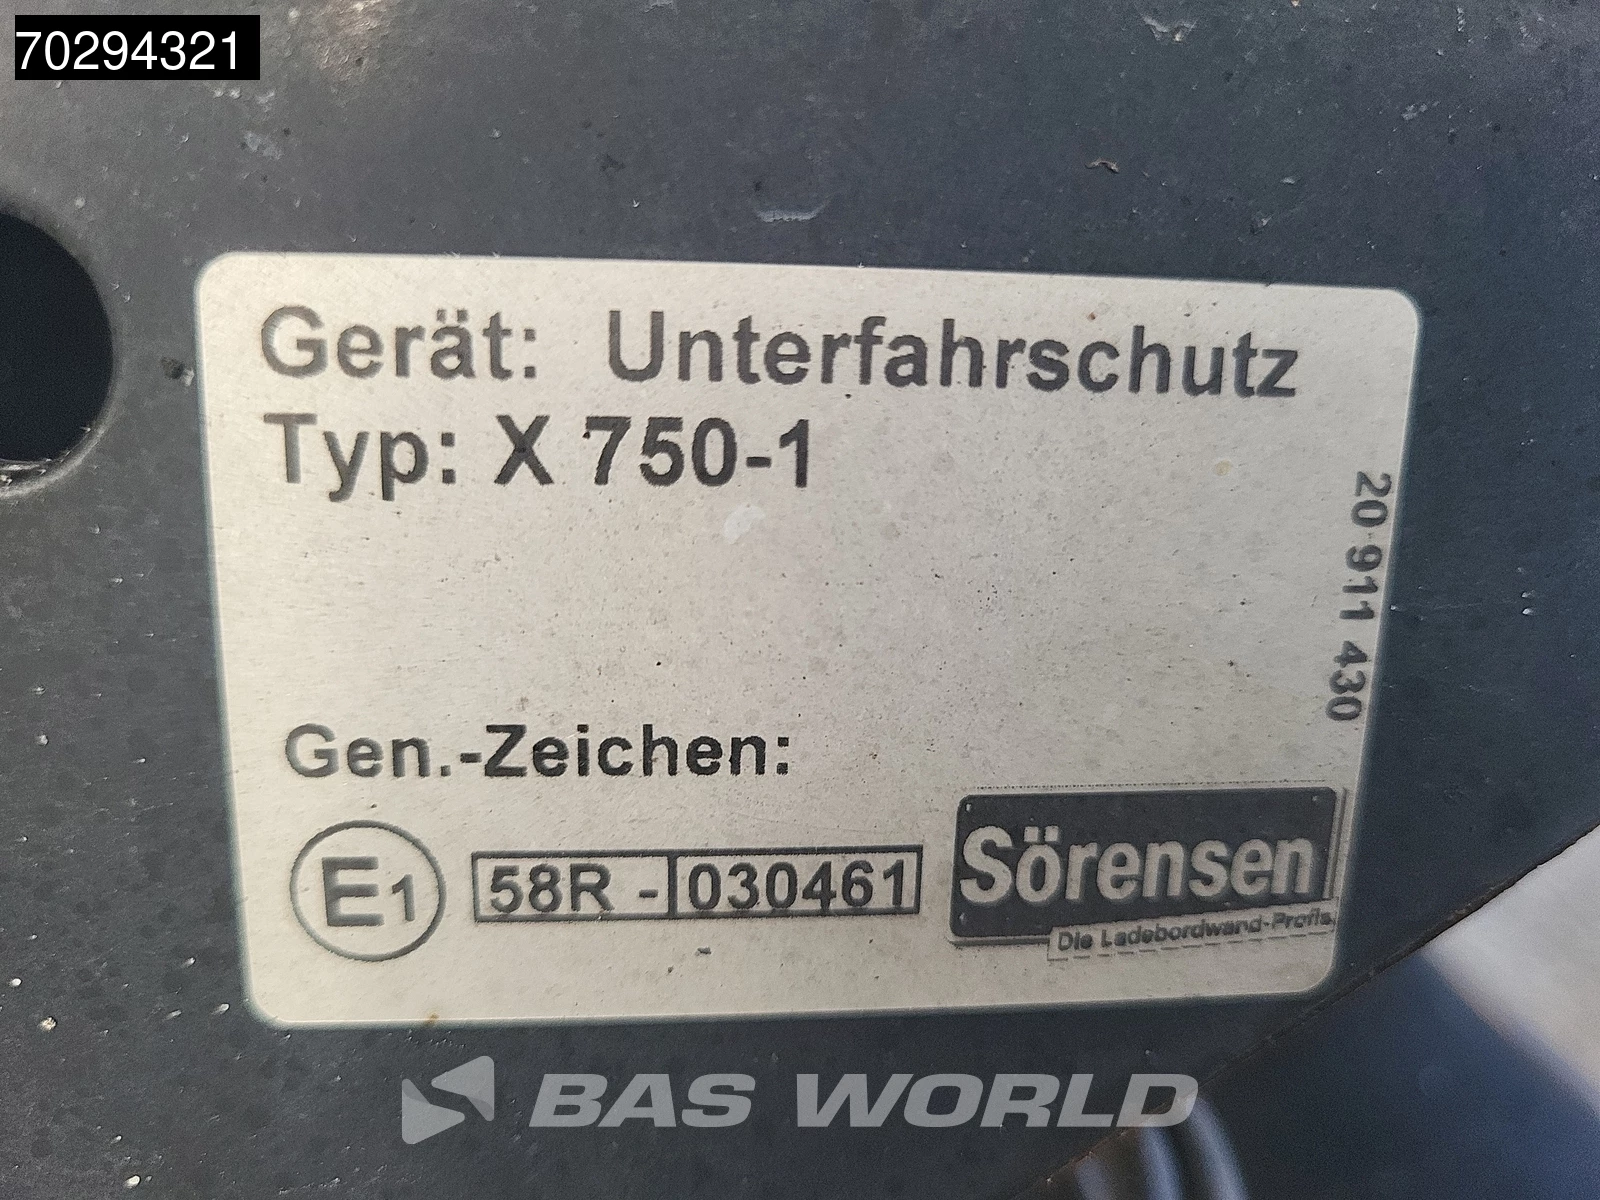 70294321
Gerät: Unterfahrschutz
Typ: X 750-1
20 911 430
Gen.-Zeichen:
E1 58R - 030461
Sörensen
Die Ladebordwand-Profis
BAS WORLD